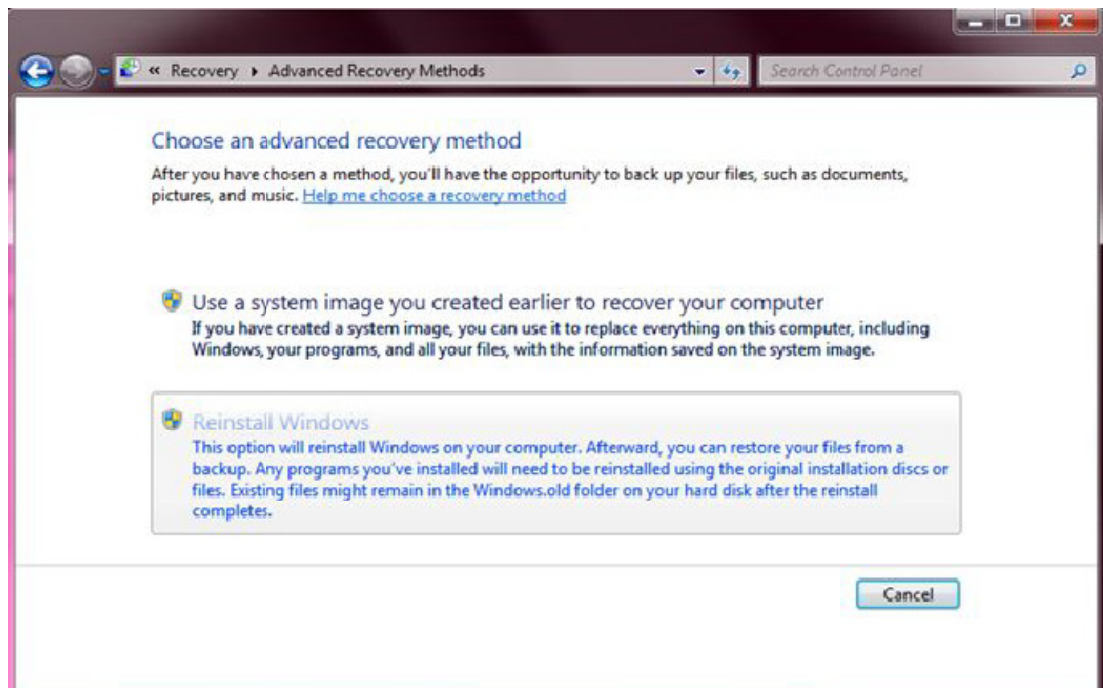 « Recovery ▸ Advanced Recovery Methods
Search Control Panel
Choose an advanced recovery method
After you have chosen a method, you'll have the opportunity to back up your files, such as documents,
pictures, and music. Help me choose a recovery method
Use a system image you created earlier to recover your computer
If you have created a system image, you can use it to replace everything on this computer, including
Windows, your programs, and all your files, with the information saved on the system image.
Reinstall Windows
This option will reinstall Windows on your computer. Afterward, you can restore your files from a
backup. Any programs you've installed will need to be reinstalled using the original installation discs or
files. Existing files might remain in the Windows.old folder on your hard disk after the reinstall
completes.
Cancel